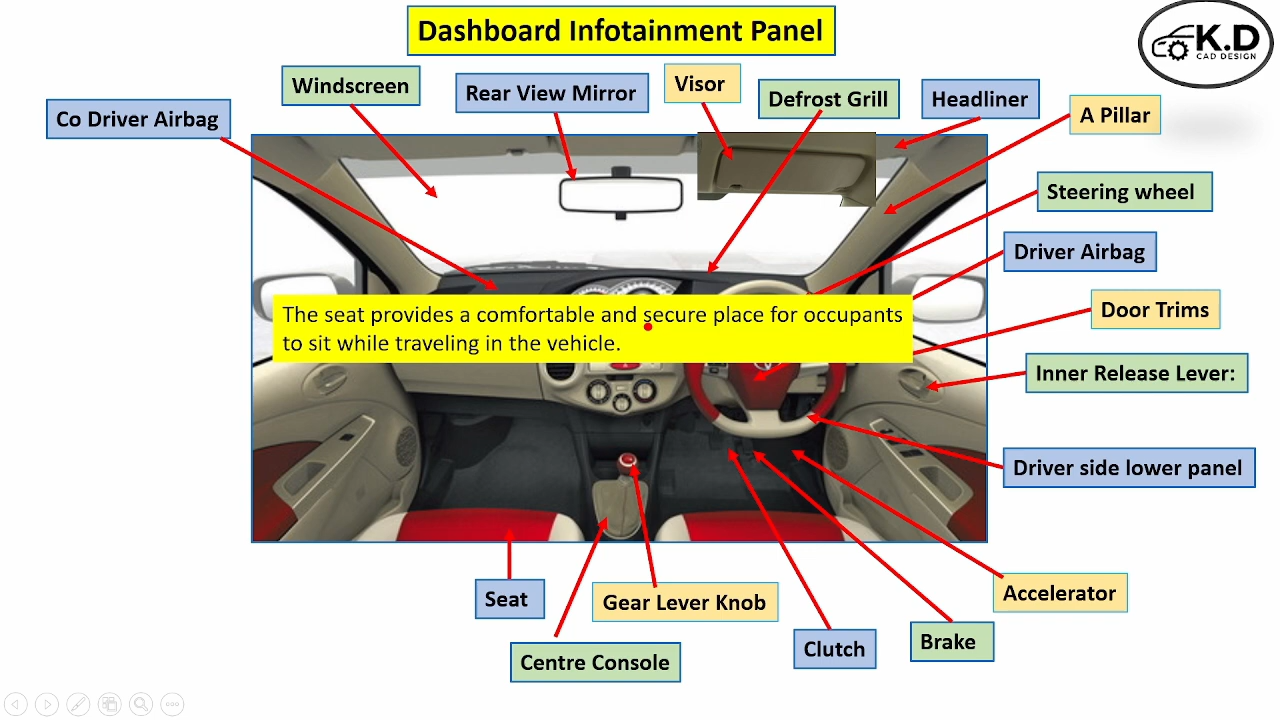 Dashboard Infotainment Panel
K.D
CAD DESIGN
Windscreen
Rear View Mirror
Visor
Defrost Grill
Headliner
A Pillar
Co Driver Airbag
Steering wheel
Driver Airbag
Door Trims
The seat provides a comfortable and secure place for occupants
to sit while traveling in the vehicle.
Inner Release Lever:
Driver side lower panel
Seat
Gear Lever Knob
Accelerator
Centre Console
Clutch
Brake